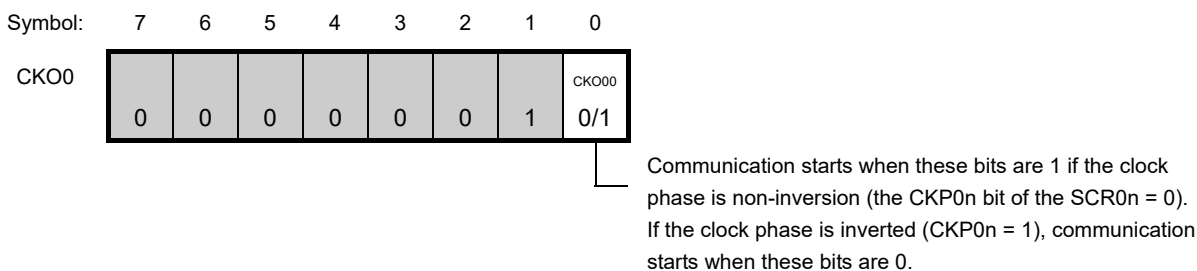 Symbol: 7 6 5 4 3 2 1 0
CKO0 CKO00
0 0 0 0 0 0 1 0/1
Communication starts when these bits are 1 if the clock
phase is non-inversion (the CKP0n bit of the SCR0n = 0).
If the clock phase is inverted (CKP0n = 1), communication
starts when these bits are 0.